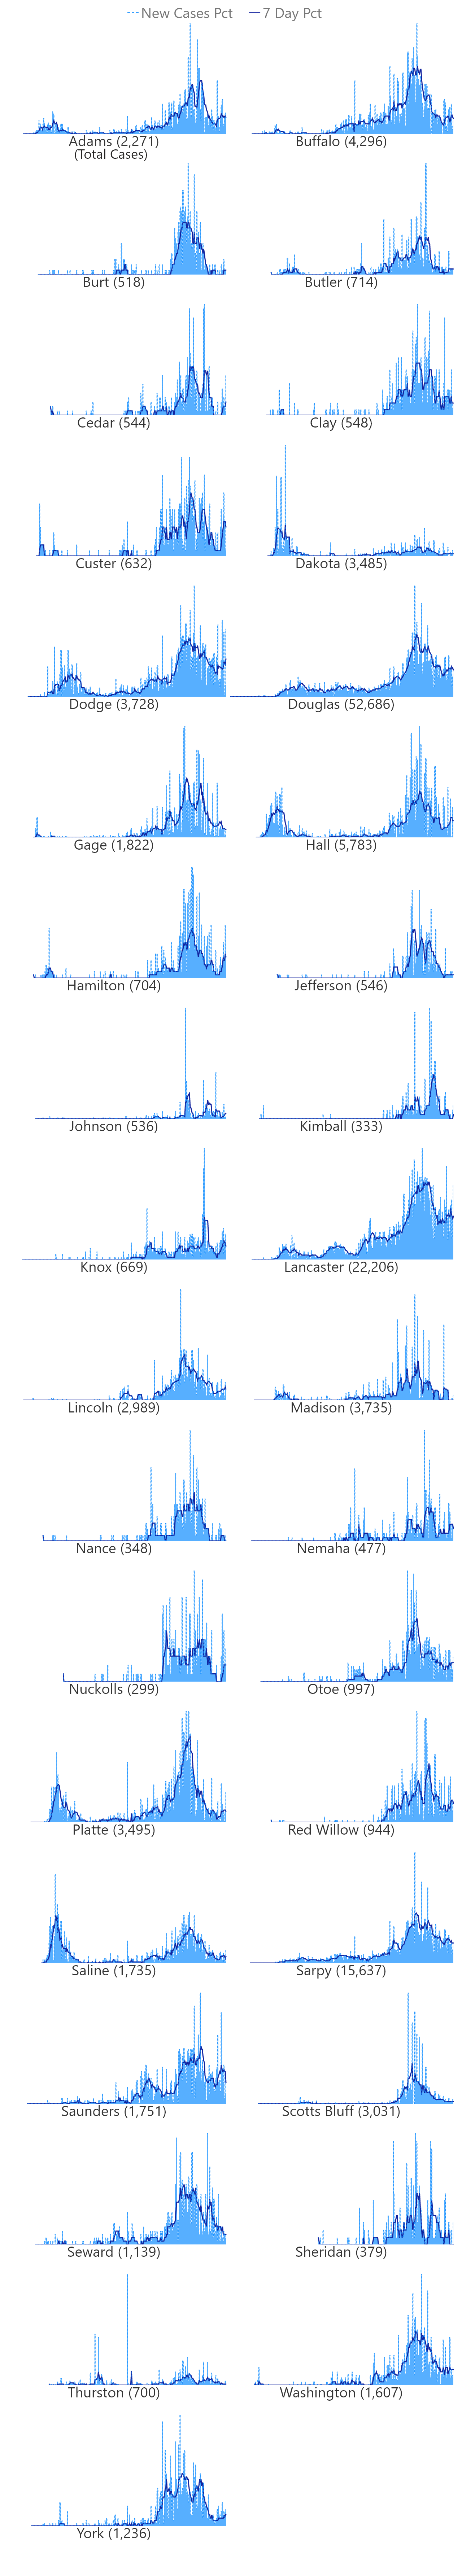 New Cases Pct 7 Day Pct
Adams (2,271) Buffalo (4,296)
(Total Cases)
Burt (518) Butler (714)
Cedar (544) Clay (548)
Custer (632) Dakota (3,485)
Dodge (3,728) Douglas (52,686)
Gage (1,822) Hall (5,783)
Hamilton (704) Jefferson (546)
Johnson (536) Kimball (333)
Knox (669) Lancaster (22,206)
Lincoln (2,989) Madison (3,735)
Nance (348) Nemaha (477)
Nuckolls (299) Otoe (997)
Platte (3,495) Red Willow (944)
Saline (1,735) Sarpy (15,637)
Saunders (1,751) Scotts Bluff (3,031)
Seward (1,139) Sheridan (379)
Thurston (700) Washington (1,607)
York (1,236)